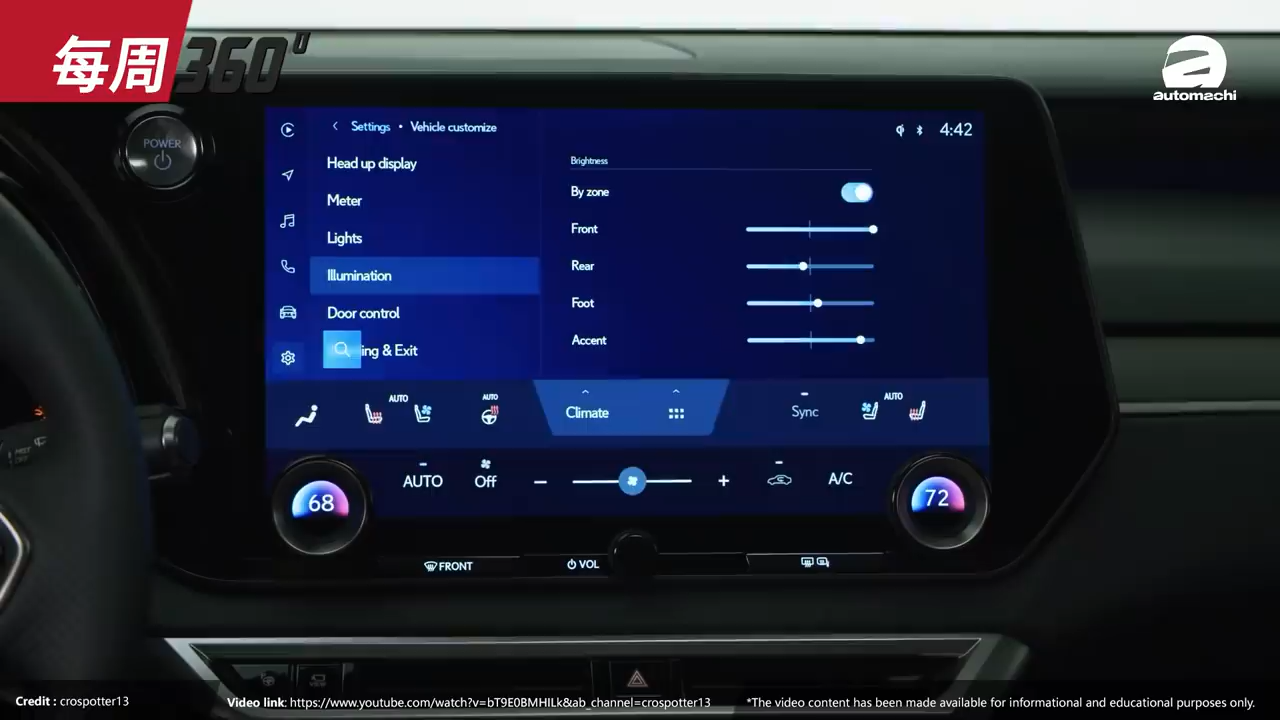 每周360°
automachi
POWER
Settings • Vehicle customize
4:42
Head up display
Meter
Lights
Illumination
Door control
ing & Exit
Brightness
By zone
Front
Rear
Foot
Accent
AUTO
AUTO
Climate
Sync
AUTO
68
AUTO
Off
A/C
72
FRONT
VOL
Credit : crospotter13
Video link: https://www.youtube.com/watch?v=bT9E0BMHILk&ab_channel=crospotter13
*The video content has been made available for informational and educational purposes only.